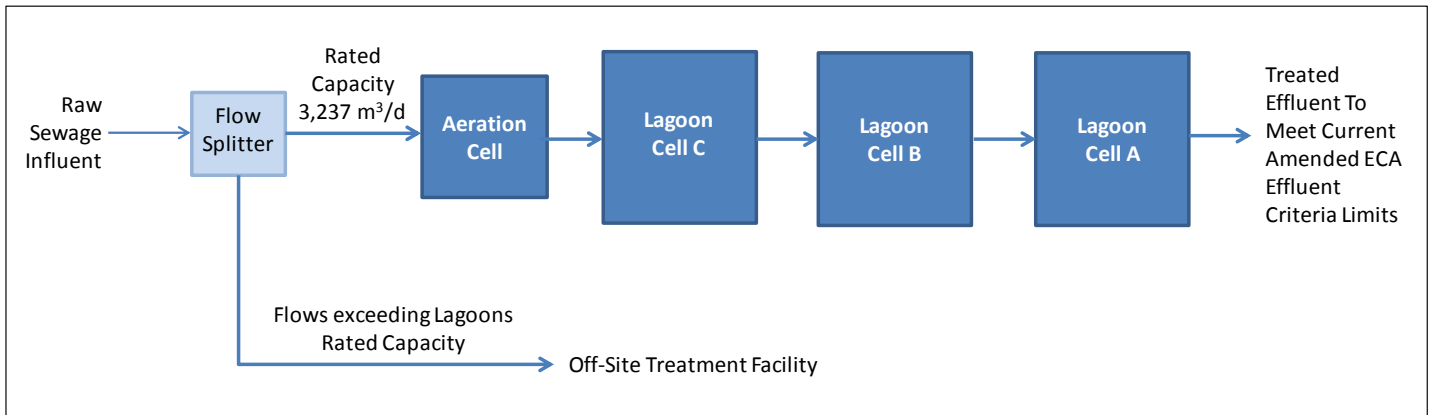 Raw
Sewage
Influent
Flow
Splitter
Rated
Capacity
3,237 m³/d
Aeration
Cell
Lagoon
Cell C
Lagoon
Cell B
Lagoon
Cell A
Treated
Effluent To
Meet Current
Amended ECA
Effluent
Criteria Limits
Flows exceeding Lagoons
Rated Capacity
Off-Site Treatment Facility